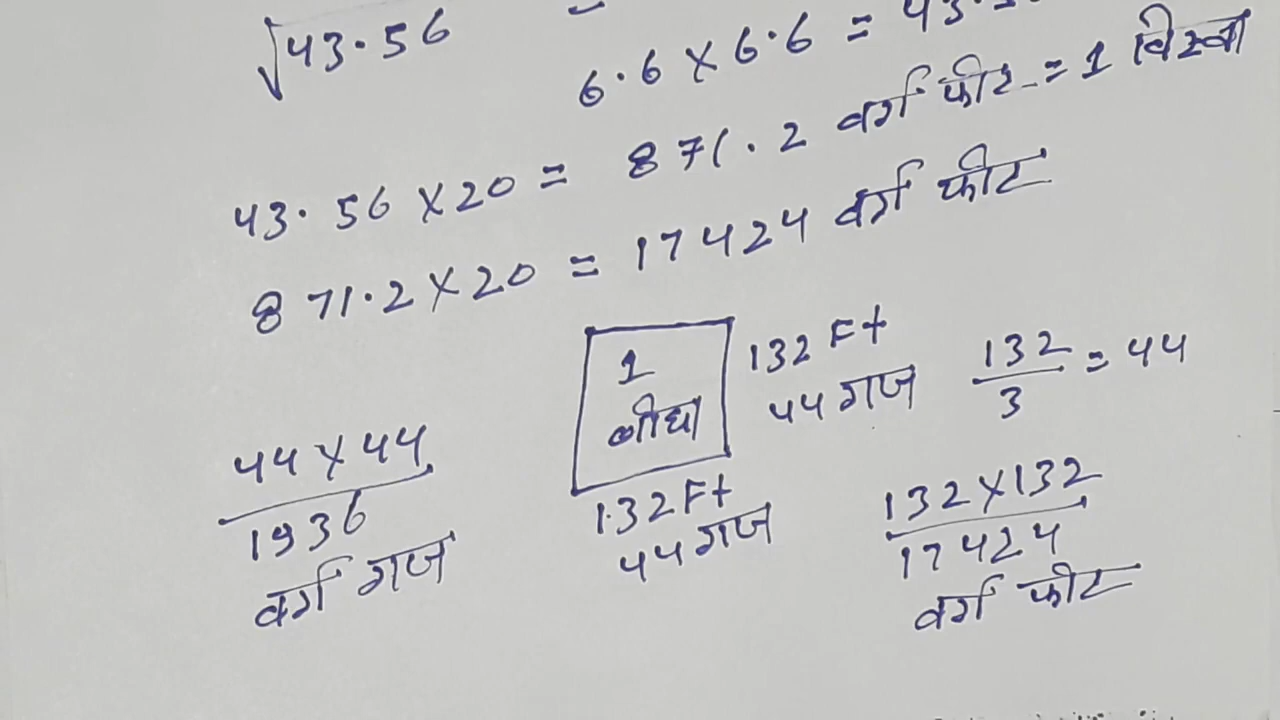 √43.56
6.6 × 6.6 = 43.5
43.56 × 20 = 871.2 वर्ग फीट = 1 विस्वा
871.2 × 20 = 17424 वर्ग फीट
1
बीघा
132 Ft
44 गज
132/3 = 44
132 Ft
44 गज
44 × 44
1936
वर्ग गज
132 × 132
17424
वर्ग फीट